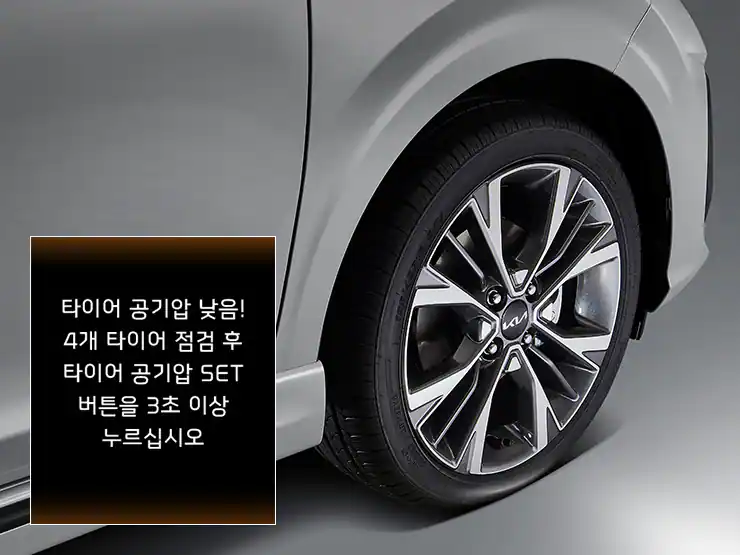 타이어 공기압 낮음!
4개 타이어 점검 후
타이어 공기압 SET
버튼을 3초 이상
누르십시오
KIA